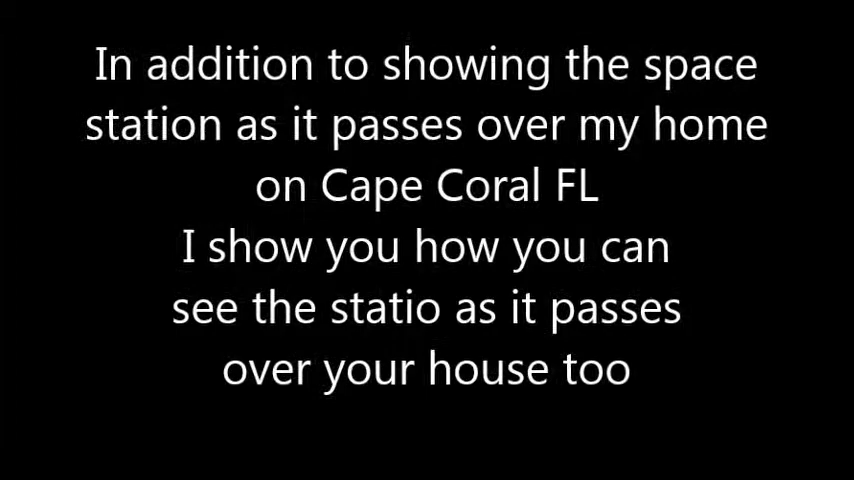 In addition to showing the space
station as it passes over my home
on Cape Coral FL
I show you how you can
see the statio as it passes
over your house too